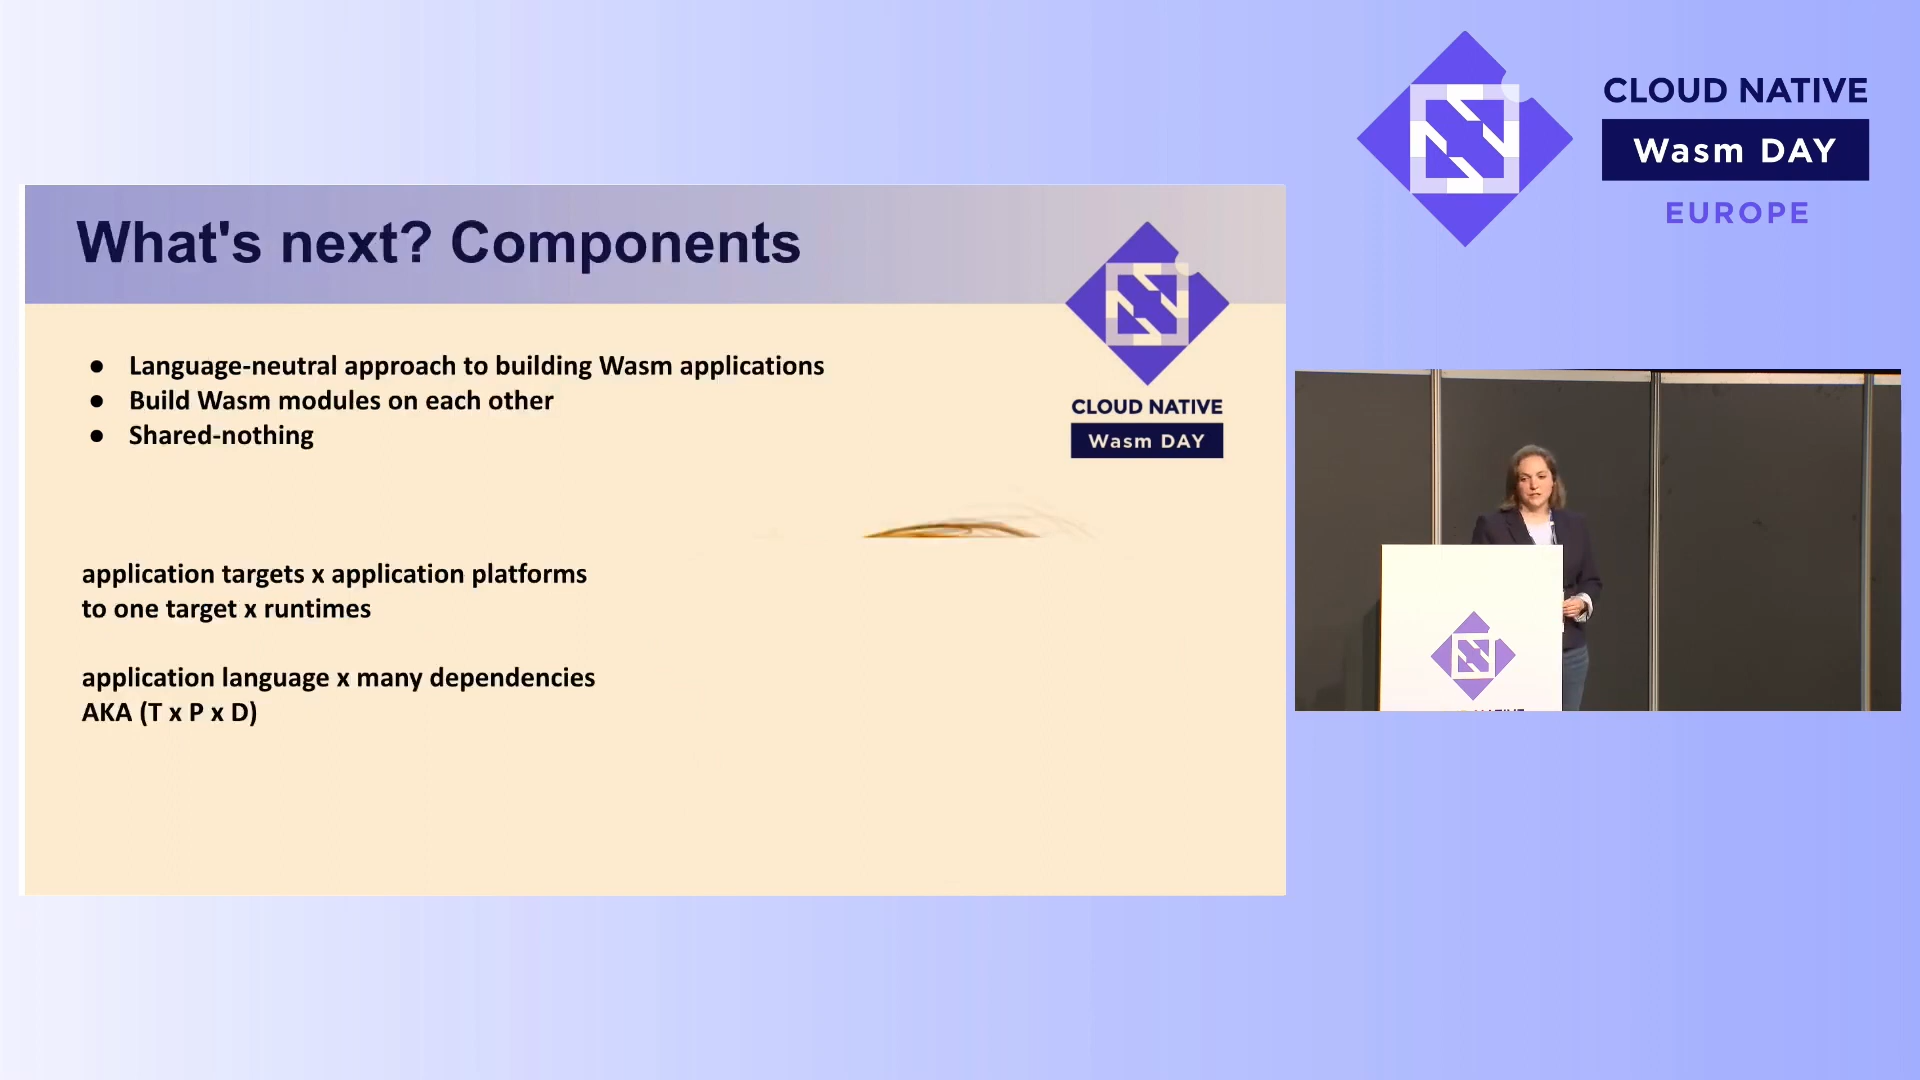 CLOUD NATIVE
Wasm DAY
EUROPE
What's next? Components
● Language-neutral approach to building Wasm applications
● Build Wasm modules on each other
● Shared-nothing
CLOUD NATIVE
Wasm DAY
application targets x application platforms
to one target x runtimes
application language x many dependencies
AKA (T x P x D)